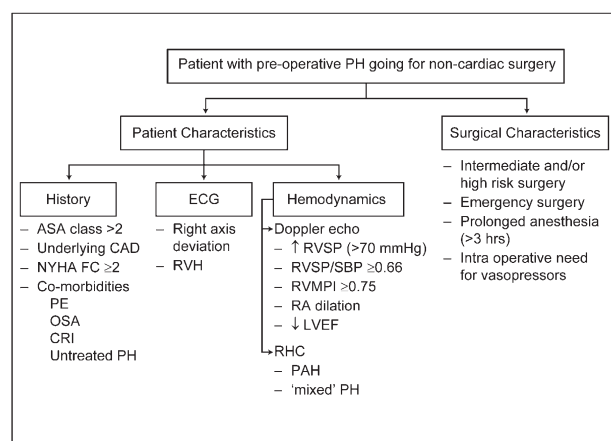 Patient with pre-operative PH going for non-cardiac surgery
Patient Characteristics
Surgical Characteristics
– Intermediate and/or
high risk surgery
– Emergency surgery
– Prolonged anesthesia
(>3 hrs)
– Intra operative need
for vasopressors
History
– ASA class >2
– Underlying CAD
– NYHA FC ≥2
– Co-morbidities
PE
OSA
CRI
Untreated PH
ECG
– Right axis
deviation
– RVH
Hemodynamics
Doppler echo
– ↑ RVSP (>70 mmHg)
– RVSP/SBP ≥0.66
– RVMPI ≥0.75
– RA dilation
– ↓ LVEF
RHC
– PAH
– ‘mixed’ PH